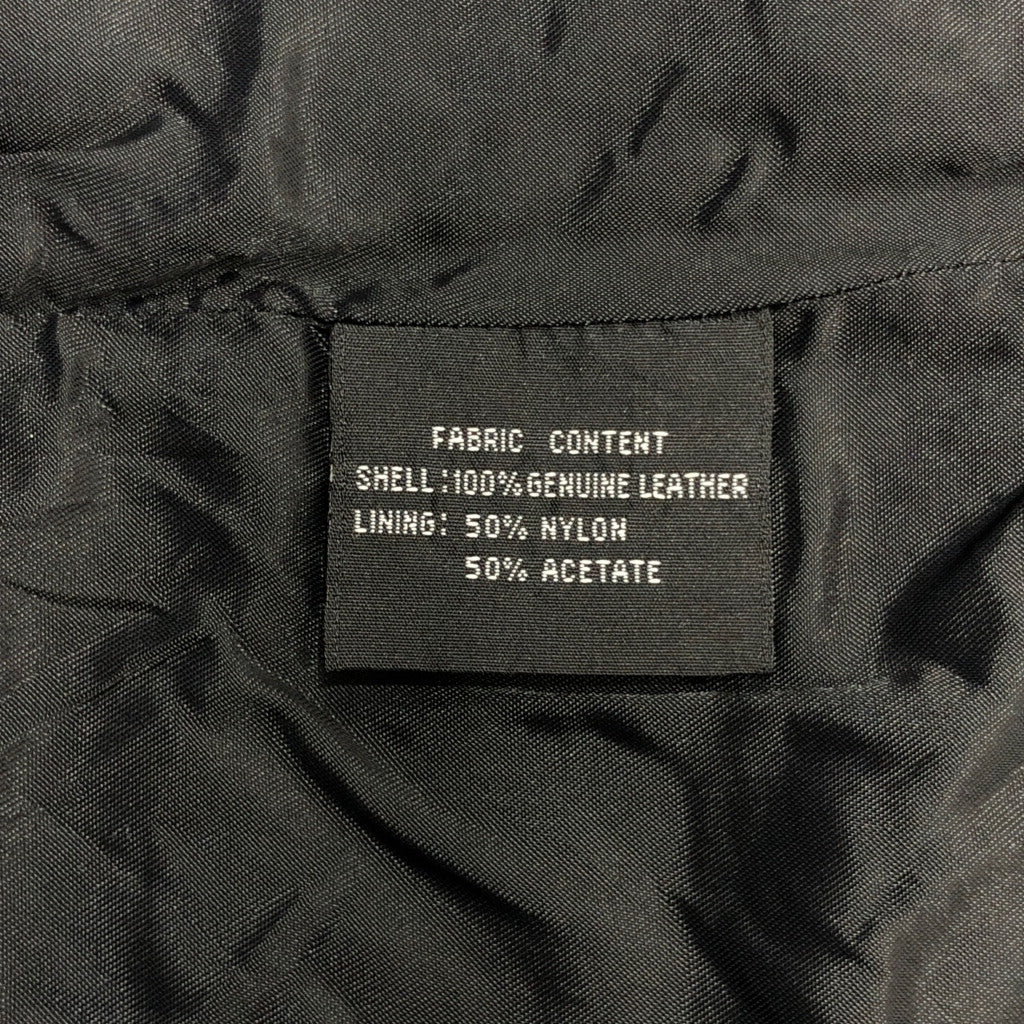 FABRIC CONTENT
SHELL:100% GENUINE LEATHER
LINING: 50% NYLON
50% ACETATE